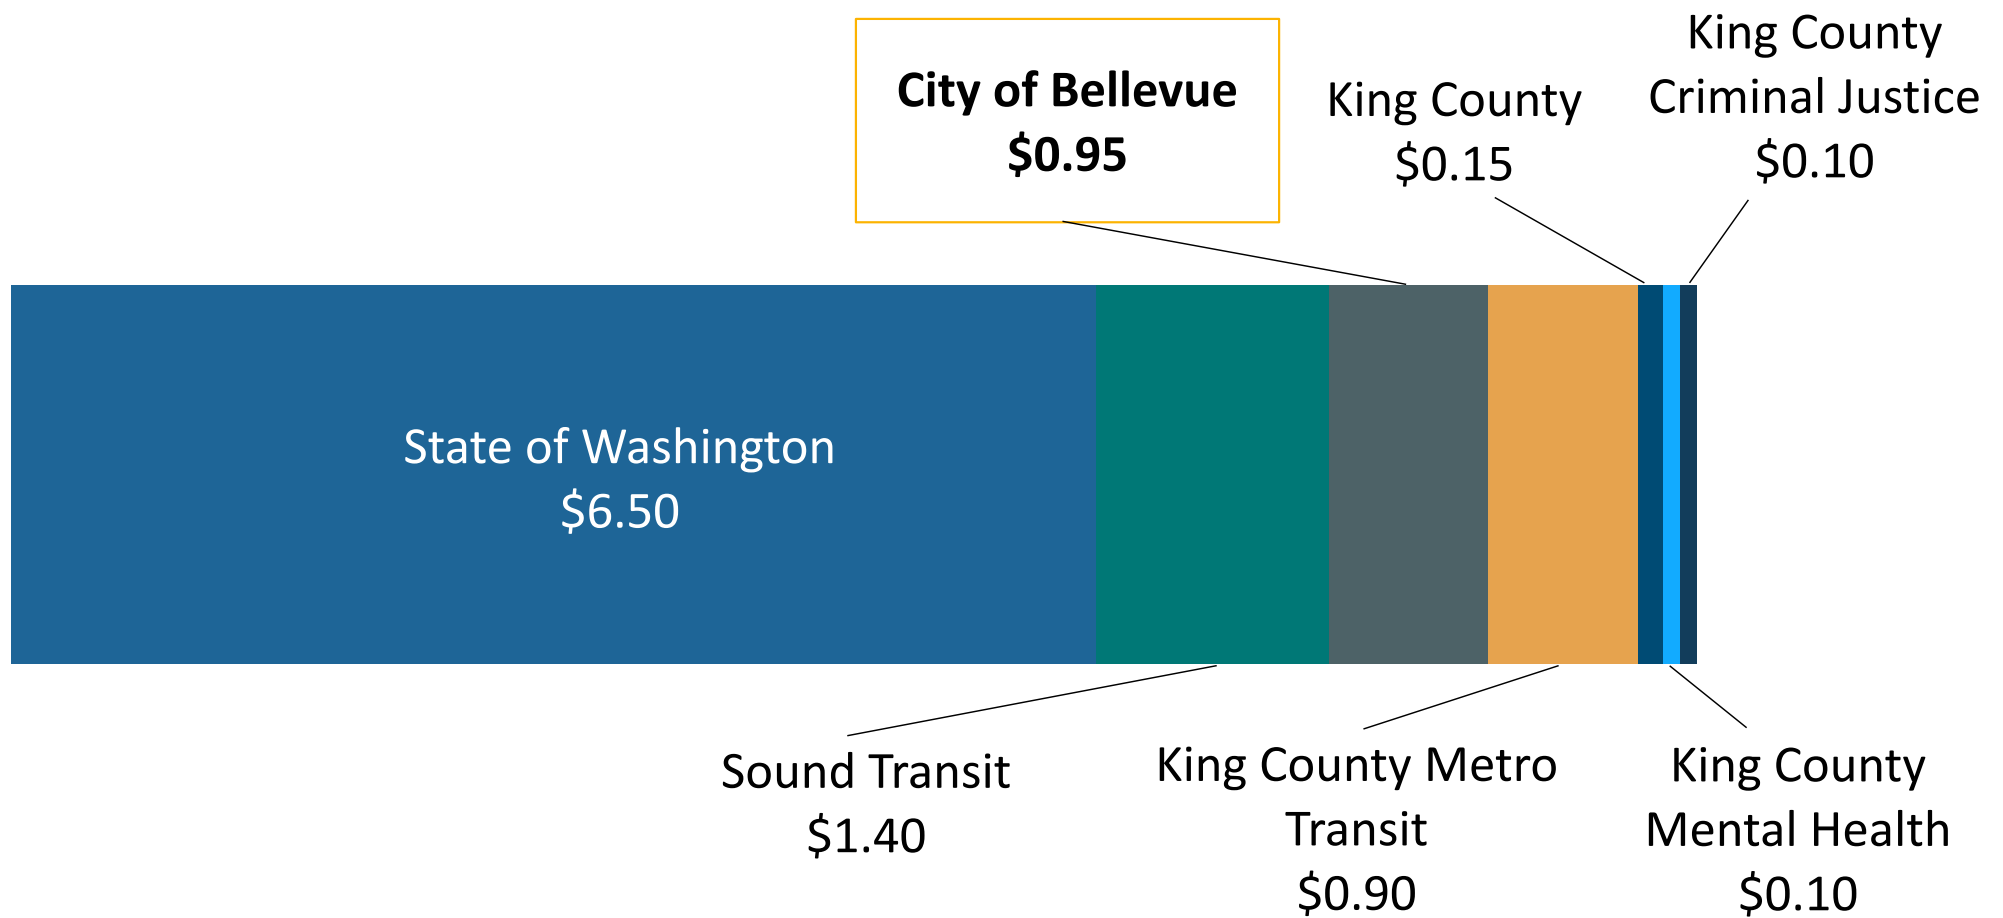 City of Bellevue
$0.95
King County
$0.15
King County
Criminal Justice
$0.10
State of Washington
$6.50
Sound Transit
$1.40
King County Metro
Transit
$0.90
King County
Mental Health
$0.10